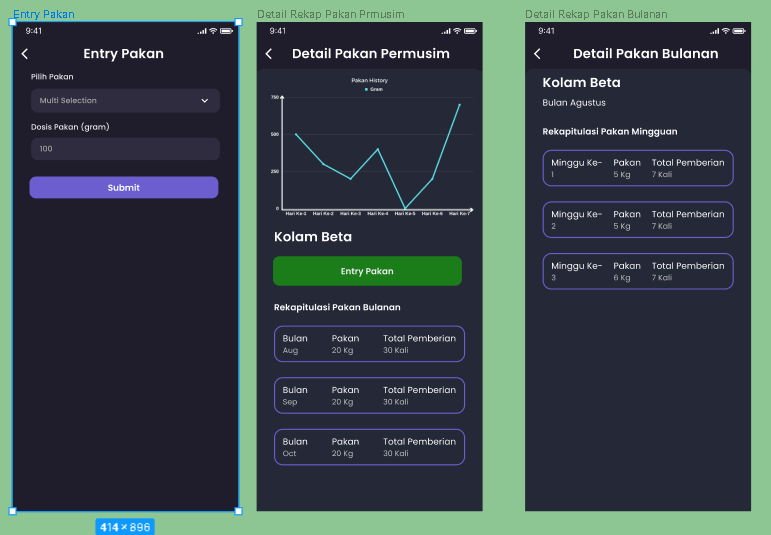 Entry Pakan
9:41
Entry Pakan
Pilih Pakan
Multi Selection
Dosis Pakan (gram)
100
Submit
414 × 896
Detail Rekap Pakan Prmusim
9:41
Detail Pakan Permusim
Pakan History
Gram
750
500
250
0
Hari Ke-1 Hari Ke-2 Hari Ke-3 Hari Ke-4 Hari Ke-5 Hari Ke-6 Hari Ke-7
Kolam Beta
Entry Pakan
Rekapitulasi Pakan Bulanan
Bulan Pakan Total Pemberian
Aug 20 Kg 30 Kali
Bulan Pakan Total Pemberian
Sep 20 Kg 30 Kali
Bulan Pakan Total Pemberian
Oct 20 Kg 30 Kali
Detail Rekap Pakan Bulanan
9:41
Detail Pakan Bulanan
Kolam Beta
Bulan Agustus
Rekapitulasi Pakan Mingguan
Minggu Ke- Pakan Total Pemberian
1 5 Kg 7 Kali
Minggu Ke- Pakan Total Pemberian
2 5 Kg 7 Kali
Minggu Ke- Pakan Total Pemberian
3 6 Kg 7 Kali